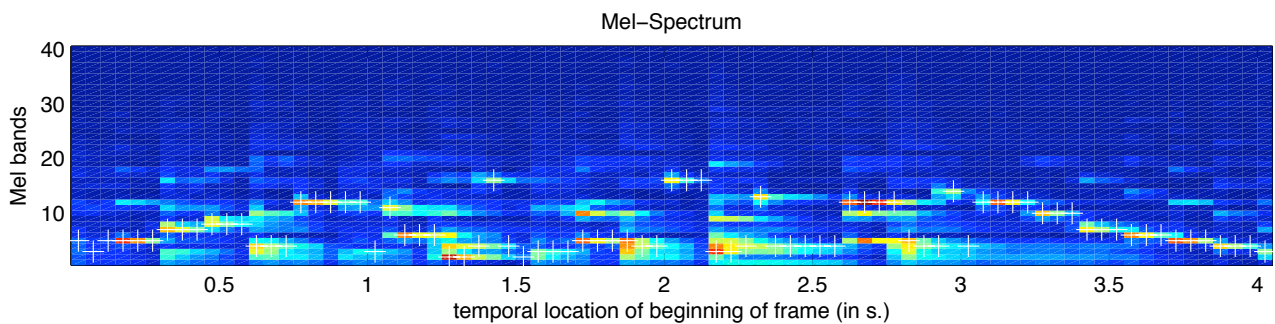 Mel−Spectrum
Mel bands
40
30
20
10
0.5 1 1.5 2 2.5 3 3.5 4
temporal location of beginning of frame (in s.)